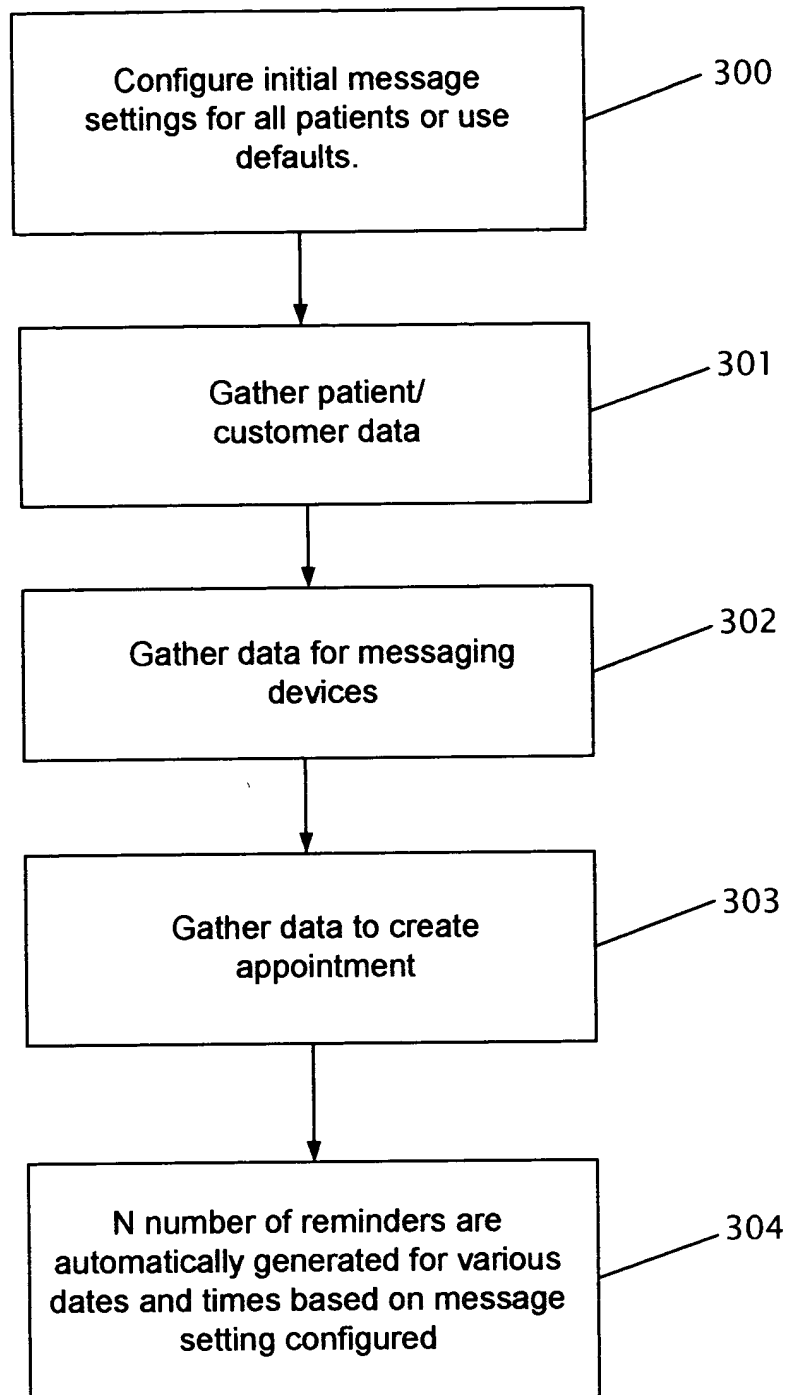 Configure initial message
settings for all patients or use
defaults.
300
Gather patient/
customer data
301
Gather data for messaging
devices
302
Gather data to create
appointment
303
N number of reminders are
automatically generated for various
dates and times based on message
setting configured
304